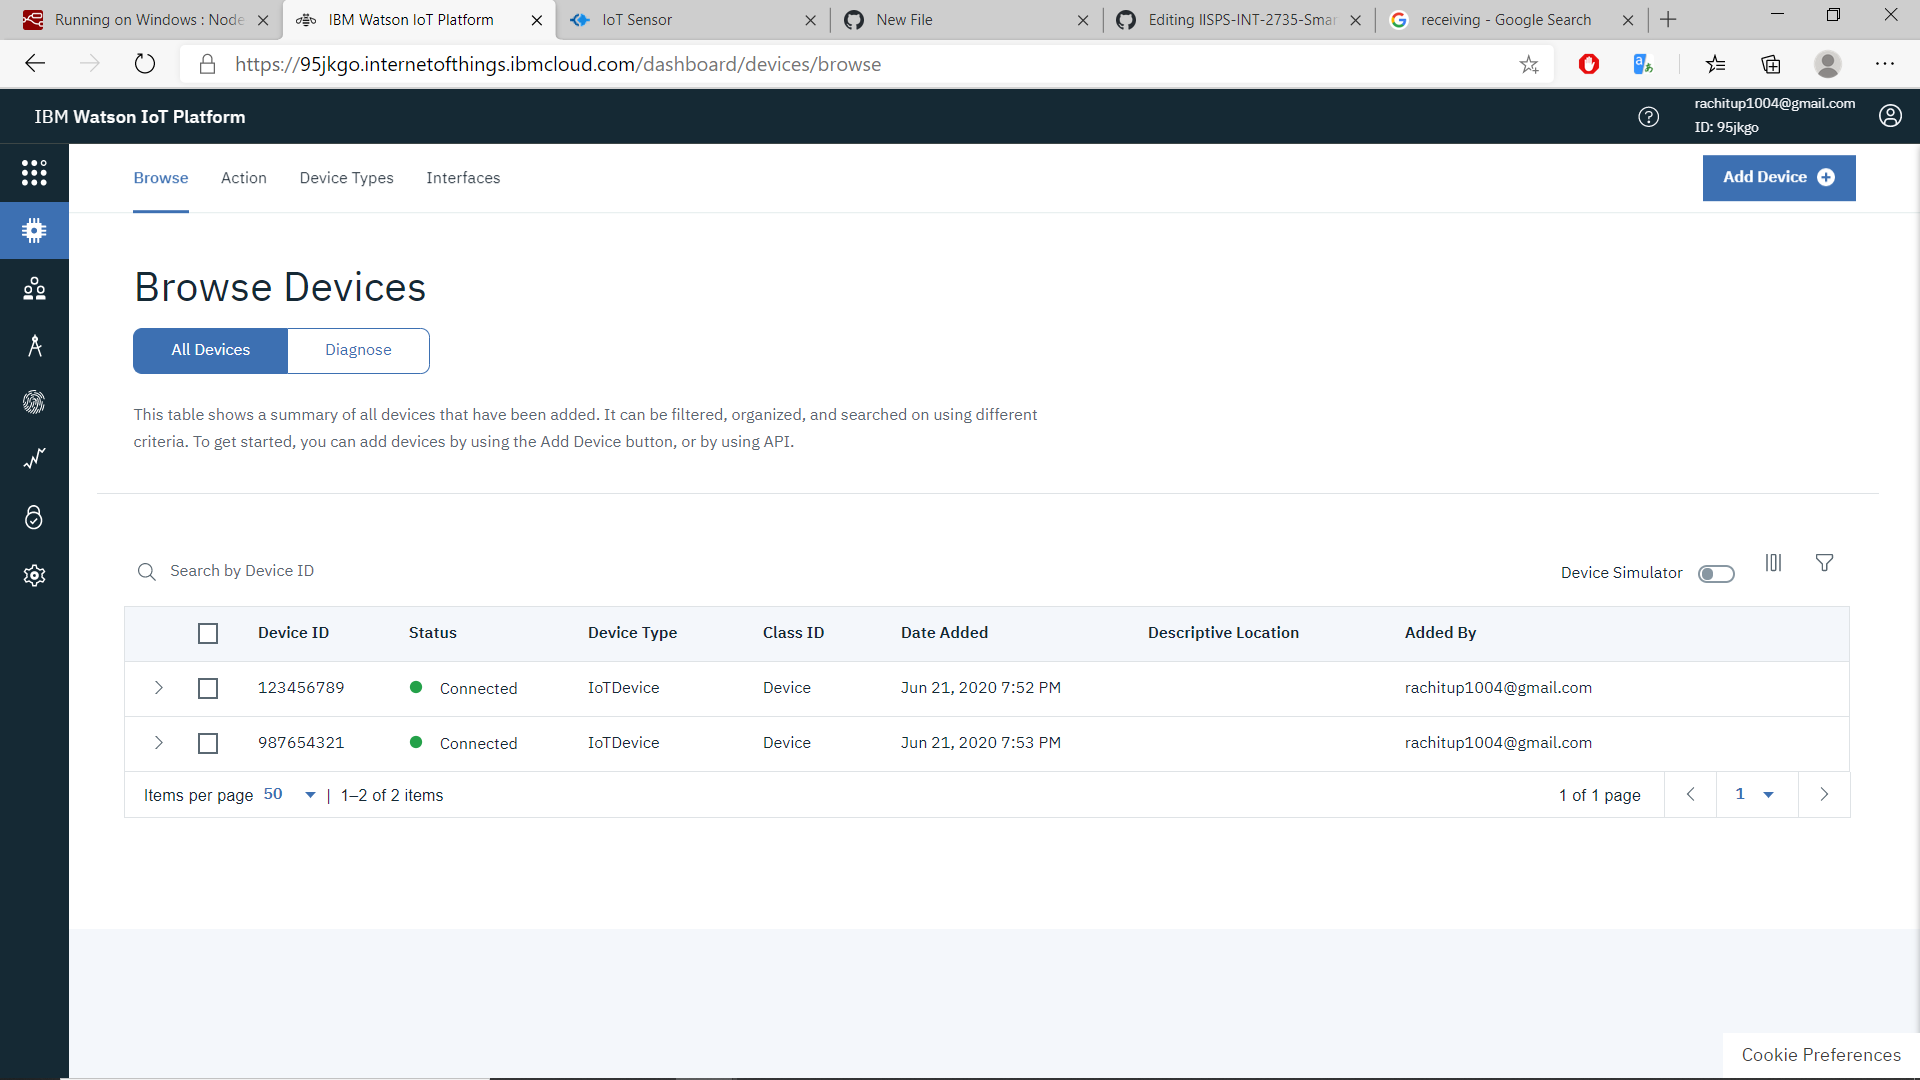 Running on Windows : Node
IBM Watson IoT Platform
IoT Sensor
New File
Editing IISPS-INT-2735-Smar
receiving - Google Search
https://95jkgo.internetofthings.ibmcloud.com/dashboard/devices/browse
IBM Watson IoT Platform
rachitup1004@gmail.com
ID: 95jkgo
Browse Action Device Types Interfaces
Add Device
Browse Devices
All Devices Diagnose
This table shows a summary of all devices that have been added. It can be filtered, organized, and searched on using different
criteria. To get started, you can add devices by using the Add Device button, or by using API.
Search by Device ID
Device Simulator
Device ID Status Device Type Class ID Date Added Descriptive Location Added By
123456789 Connected IoTDevice Device Jun 21, 2020 7:52 PM rachitup1004@gmail.com
987654321 Connected IoTDevice Device Jun 21, 2020 7:53 PM rachitup1004@gmail.com
Items per page 50 | 1–2 of 2 items 1 of 1 page 1
Cookie Preferences